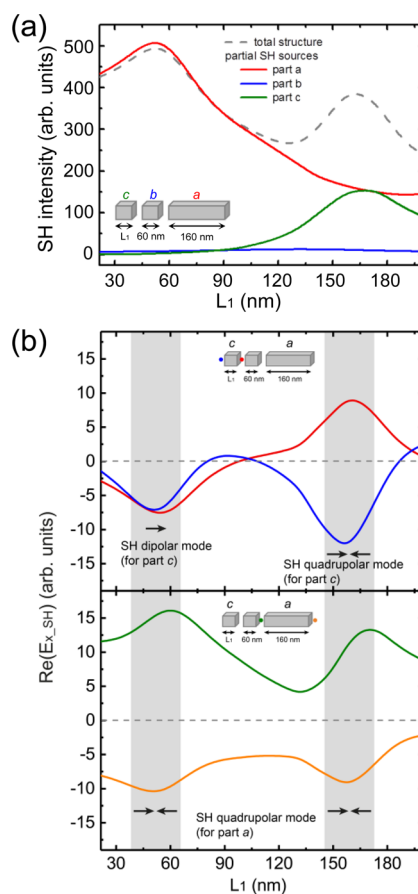 (a)
500
400
300
200
100
0
SH intensity (arb. units)
total structure
partial SH sources
part a
part b
part c
c b a
L₁ 60 nm 160 nm
30 60 90 120 150 180
L₁ (nm)
(b)
15
10
5
0
-5
-10
-15
c a
L₁ 60 nm 160 nm
SH dipolar mode
(for part c)
SH quadrupolar mode
(for part c)
Re(Ex_SH) (arb. units)
15
10
5
0
-5
-10
-15
c a
L₁ 60 nm 160 nm
SH quadrupolar mode
(for part a)
30 60 90 120 150 180
L₁ (nm)